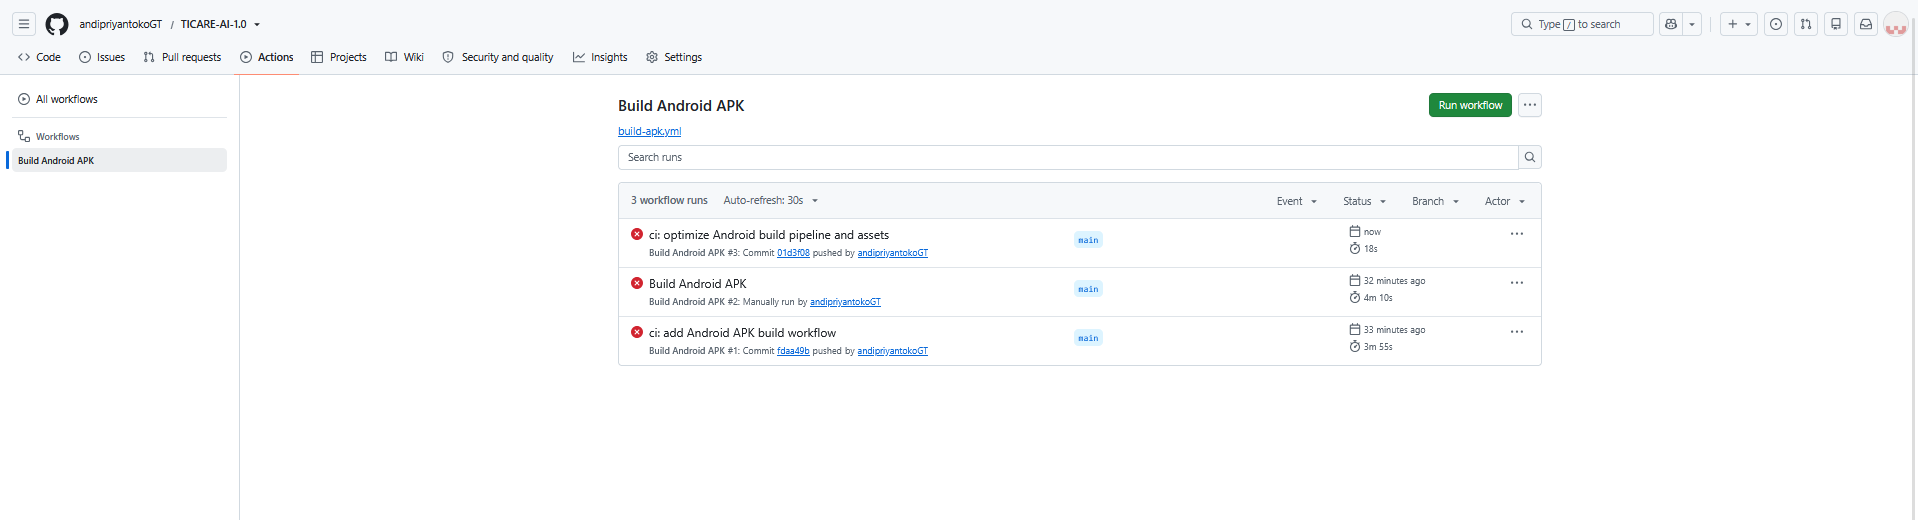 andipriyantokoGT / TICARE-AI-1.0
Type / to search
Code Issues Pull requests Actions Projects Wiki Security and quality Insights Settings
All workflows
Workflows
Build Android APK
Build Android APK
Run workflow
build-apk.yml
Search runs
3 workflow runs Auto-refresh: 30s Event Status Branch Actor
ci: optimize Android build pipeline and assets
Build Android APK #3: Commit 01d3f08 pushed by andipriyantokoGT
main
now
18s
Build Android APK
Build Android APK #2: Manually run by andipriyantokoGT
main
32 minutes ago
4m 10s
ci: add Android APK build workflow
Build Android APK #1: Commit fdaa49b pushed by andipriyantokoGT
main
33 minutes ago
3m 55s